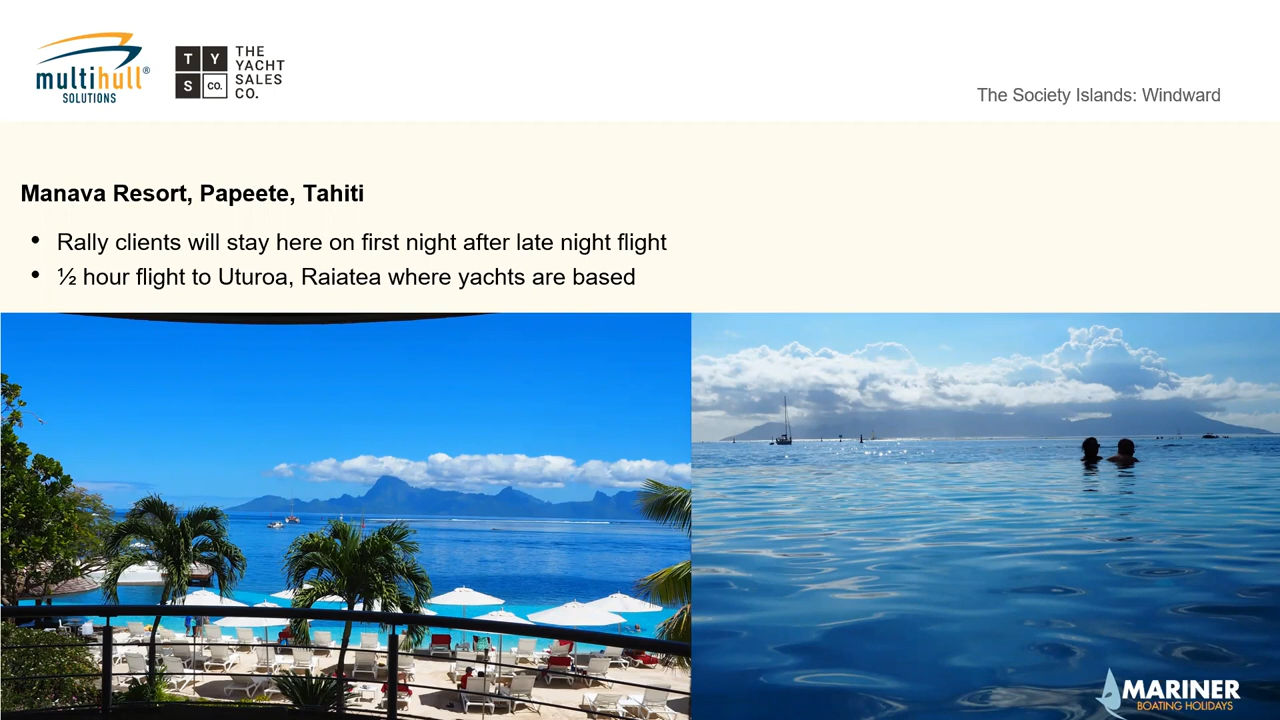 multihull®
SOLUTIONS
T Y
S CO.
THE
YACHT
SALES
CO.
The Society Islands: Windward
Manava Resort, Papeete, Tahiti
• Rally clients will stay here on first night after late night flight
• ½ hour flight to Uturoa, Raiatea where yachts are based
MARINER
BOATING HOLIDAYS